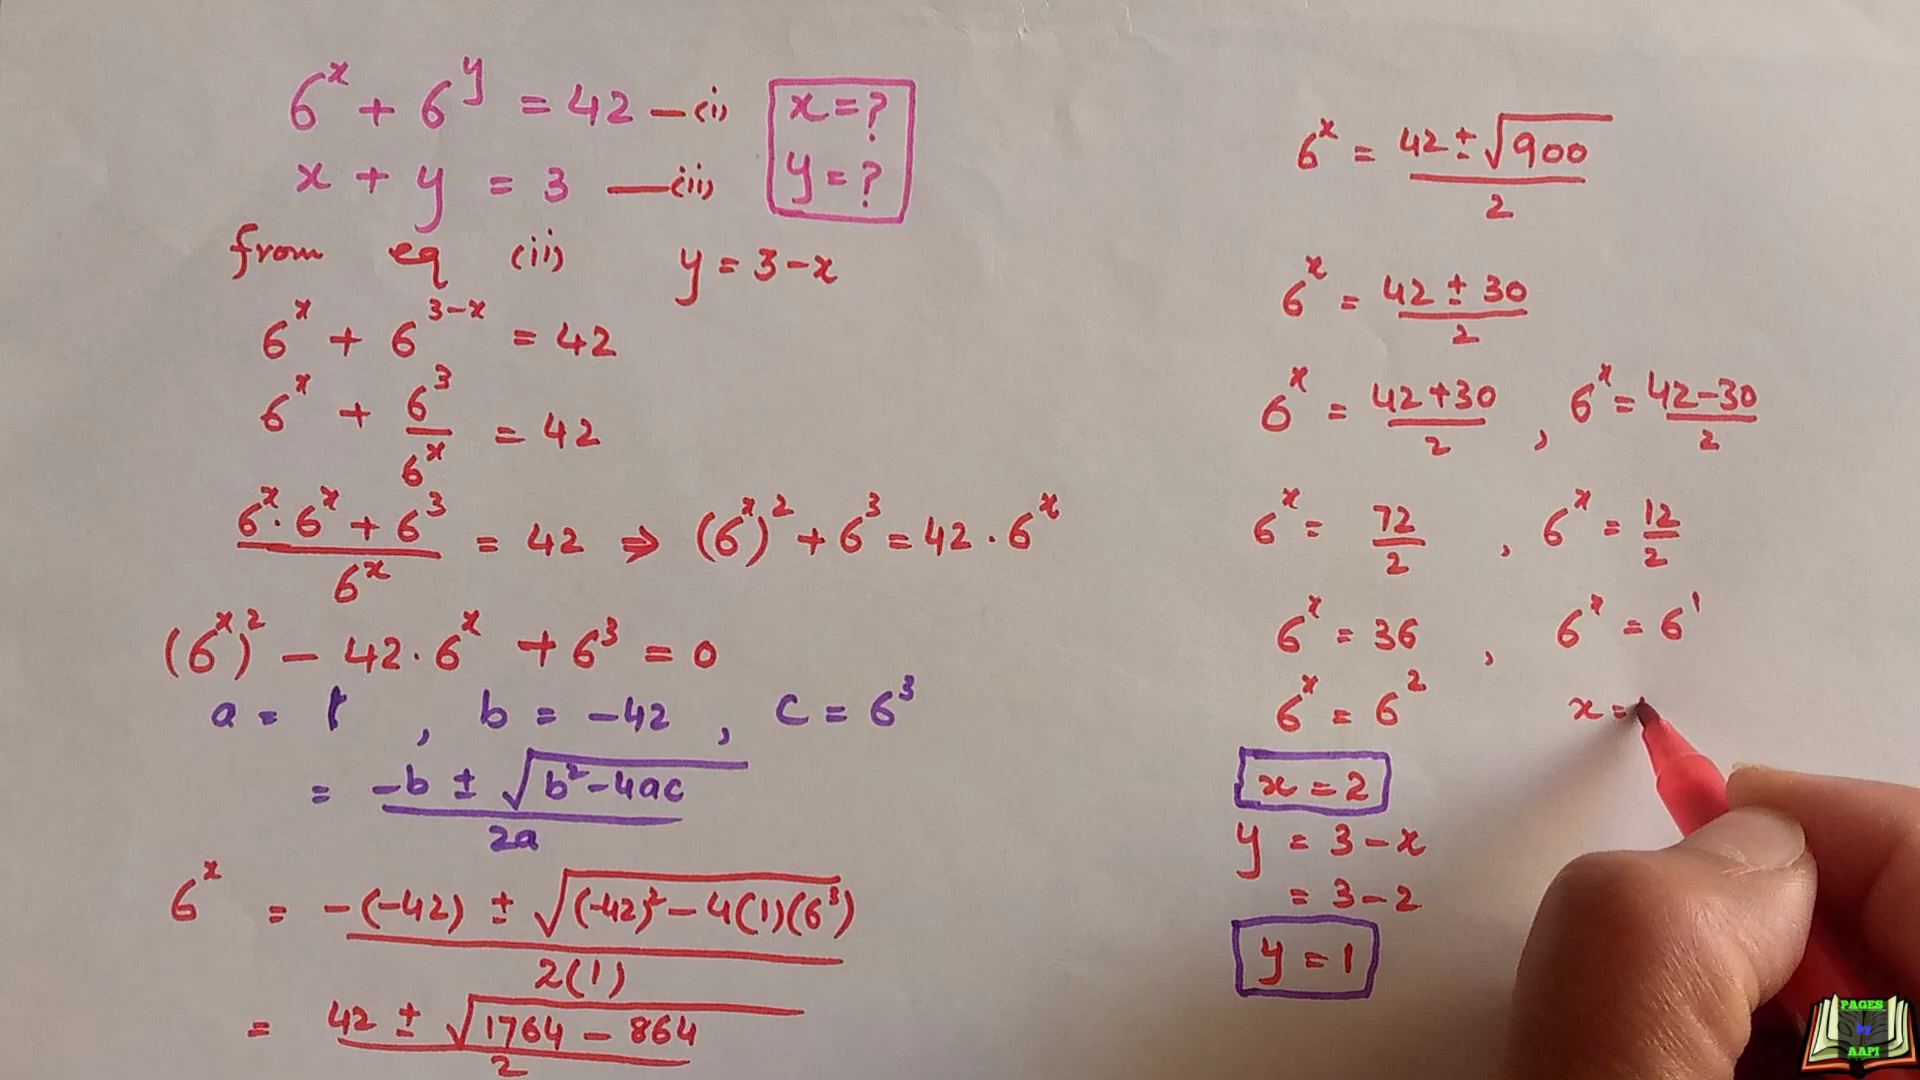 6^x + 6^y = 42 —(i)
x + y = 3 —(ii)
x = ?
y = ?
from eq (ii) y = 3 - x
6^x + 6^(3-x) = 42
6^x + 6^3/6^x = 42
(6^x · 6^x + 6^3)/6^x = 42 ⇒ (6^x)^2 + 6^3 = 42 · 6^x
(6^x)^2 - 42 · 6^x + 6^3 = 0
a = 1, b = -42, c = 6^3
= (-b ± √(b^2 - 4ac))/2a
6^x = (-(-42) ± √((-42)^2 - 4(1)(6^3)))/2(1)
= (42 ± √(1764 - 864))/2
6^x = (42 ± √900)/2
6^x = (42 ± 30)/2
6^x = (42 + 30)/2, 6^x = (42 - 30)/2
6^x = 72/2, 6^x = 12/2
6^x = 36, 6^x = 6^1
6^x = 6^2 x =
x = 2
y = 3 - x
= 3 - 2
y = 1
PAGES
by
AAPI